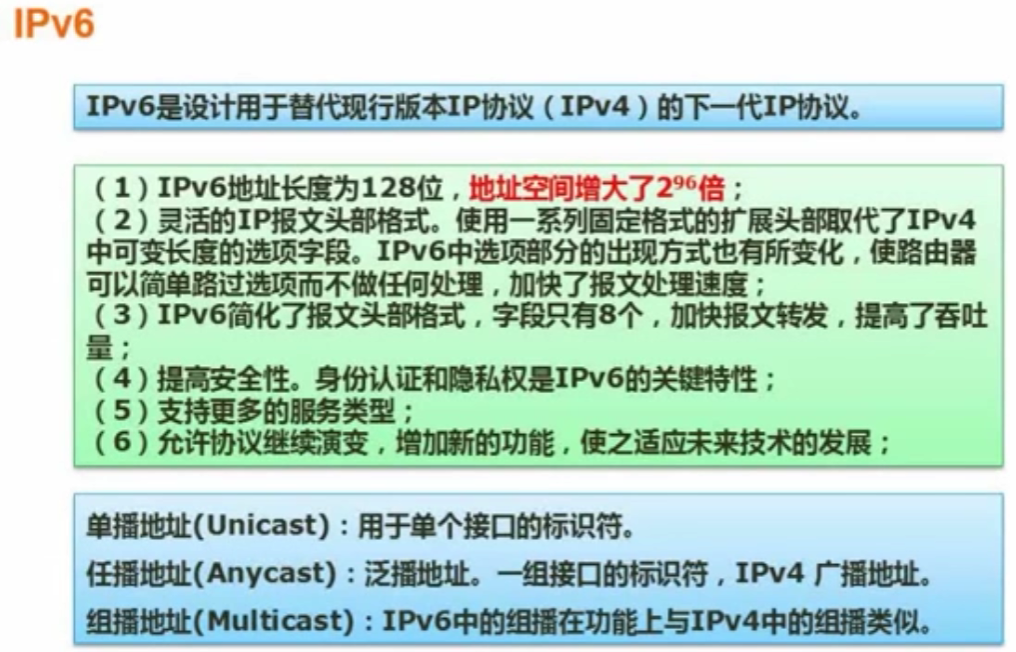 IPv6
IPv6是设计用于替代现行版本IP协议（IPv4）的下一代IP协议。
（1）IPv6地址长度为128位，地址空间增大了2⁹⁶倍；
（2）灵活的IP报文头部格式。使用一系列固定格式的扩展头部取代了IPv4
中可变长度的选项字段。IPv6中选项部分的出现方式也有所变化，使路由器
可以简单路过选项而不做任何处理，加快了报文处理速度；
（3）IPv6简化了报文头部格式，字段只有8个，加快报文转发，提高了吞吐
量；
（4）提高安全性。身份认证和隐私权是IPv6的关键特性；
（5）支持更多的服务类型；
（6）允许协议继续演变，增加新的功能，使之适应未来技术的发展；
单播地址(Unicast)：用于单个接口的标识符。
任播地址(Anycast)：泛播地址。一组接口的标识符，IPv4 广播地址。
组播地址(Multicast)：IPv6中的组播在功能上与IPv4中的组播类似。